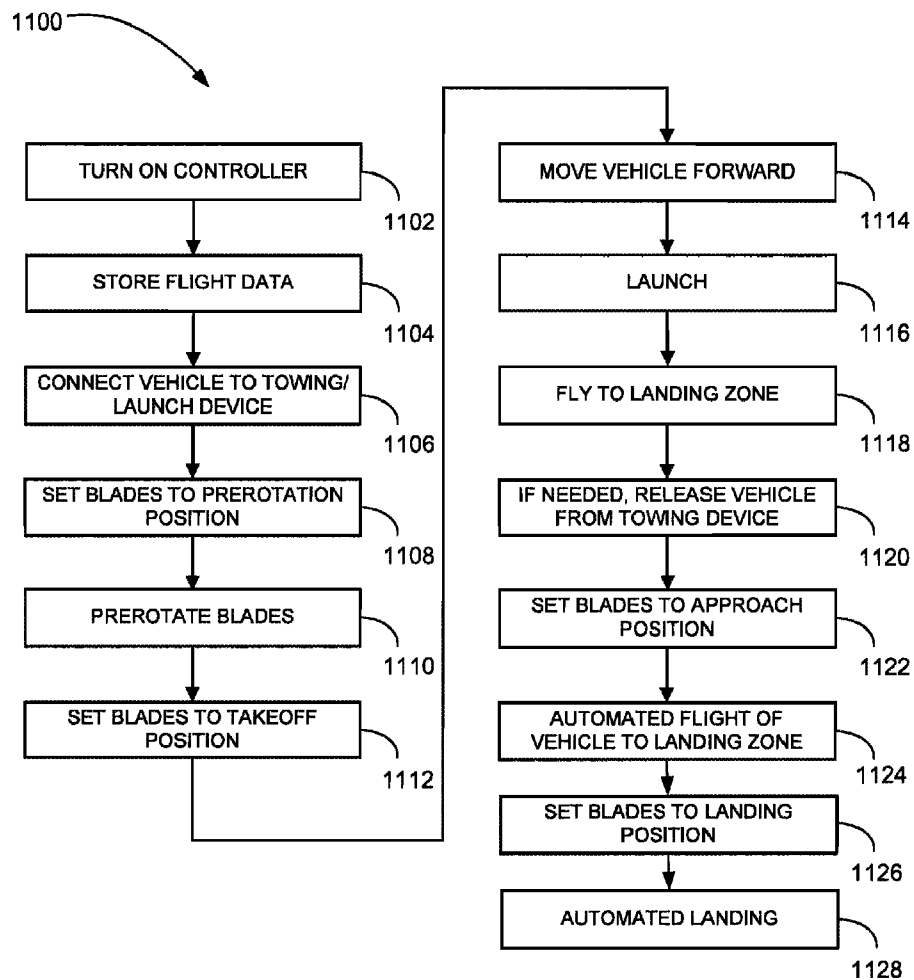 1100
TURN ON CONTROLLER
1102
STORE FLIGHT DATA
1104
CONNECT VEHICLE TO TOWING/
LAUNCH DEVICE
1106
SET BLADES TO PREROTATION
POSITION
1108
PREROTATE BLADES
1110
SET BLADES TO TAKEOFF
POSITION
1112
MOVE VEHICLE FORWARD
1114
LAUNCH
1116
FLY TO LANDING ZONE
1118
IF NEEDED, RELEASE VEHICLE
FROM TOWING DEVICE
1120
SET BLADES TO APPROACH
POSITION
1122
AUTOMATED FLIGHT OF
VEHICLE TO LANDING ZONE
1124
SET BLADES TO LANDING
POSITION
1126
AUTOMATED LANDING
1128